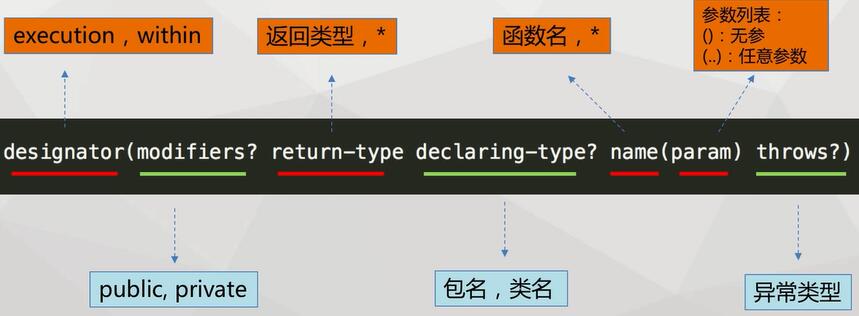 execution，within
返回类型，*
函数名，*
参数列表：
()：无参
(..)：任意参数
designator(modifiers? return-type declaring-type? name(param) throws?)
public, private
包名，类名
异常类型